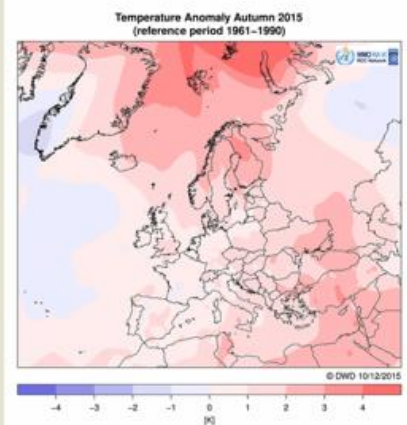 Temperature Anomaly Autumn 2015
(reference period 1961−1990)
© DWD 10/12/2015
−4 −3 −2 −1 0 1 2 3 4
[K]